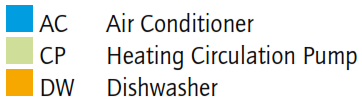 AC Air Conditioner
CP Heating Circulation Pump
DW Dishwasher